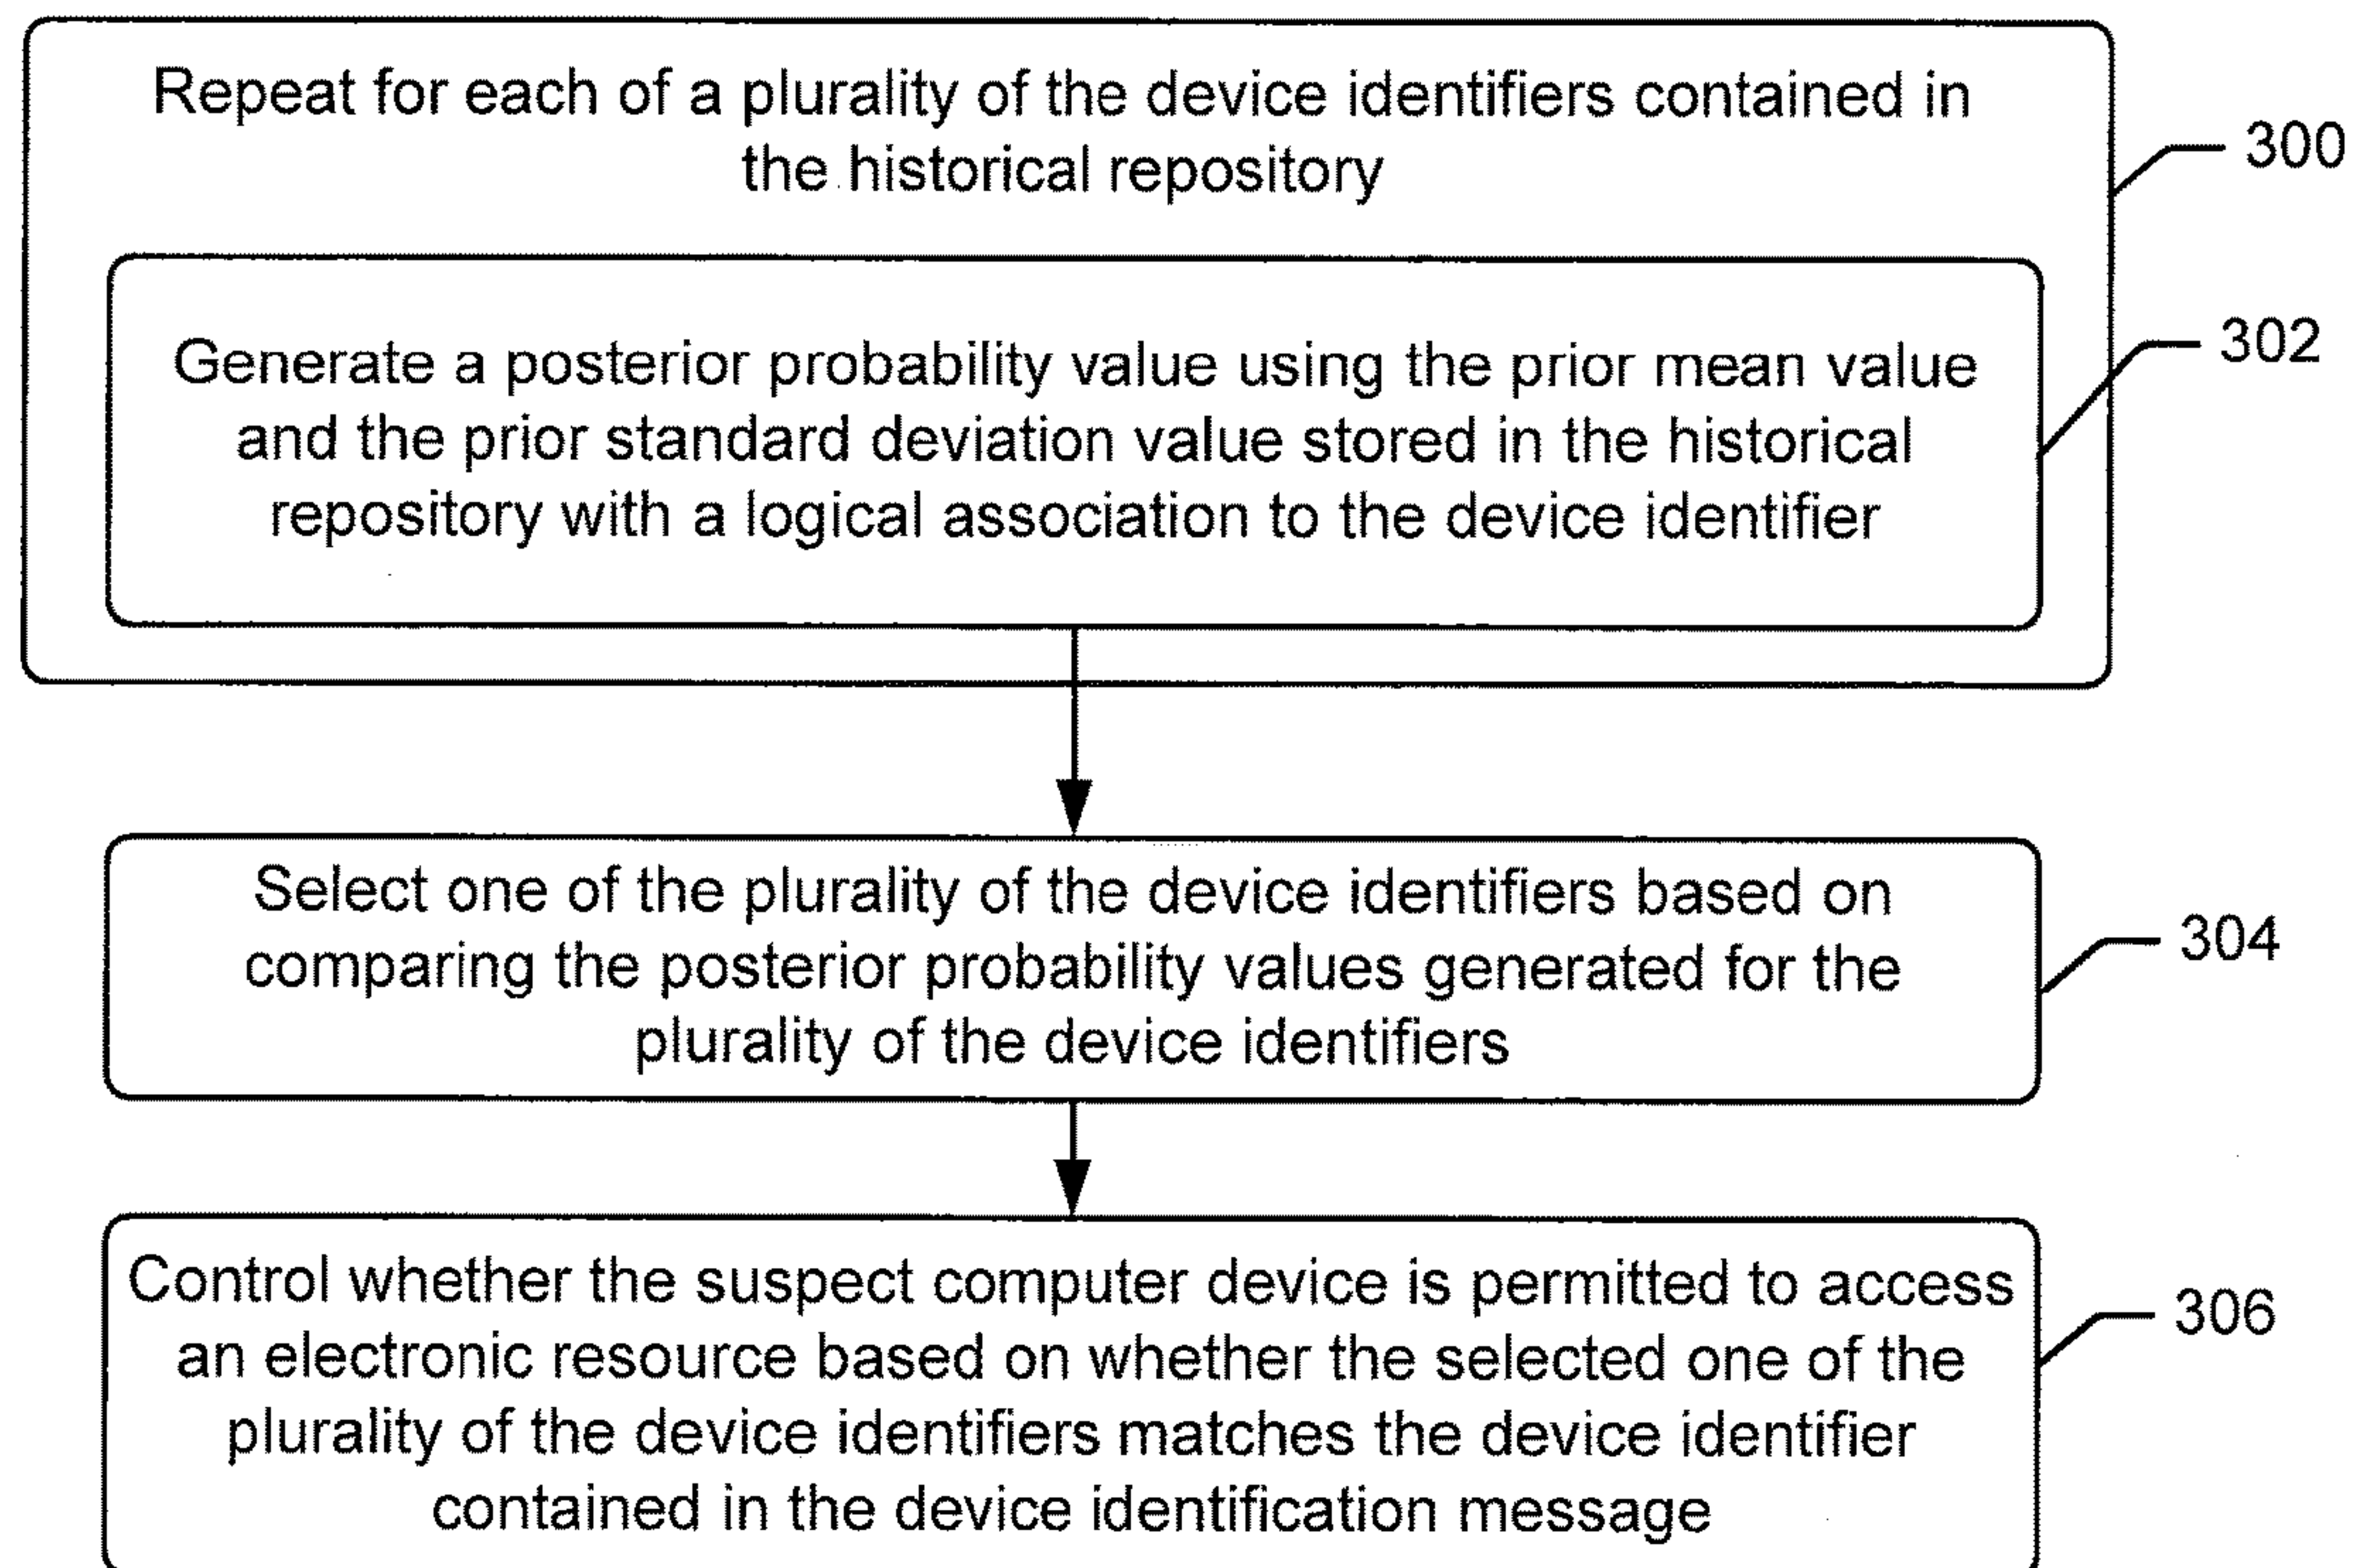 Repeat for each of a plurality of the device identifiers contained in
the historical repository
300
Generate a posterior probability value using the prior mean value
and the prior standard deviation value stored in the historical
repository with a logical association to the device identifier
302
Select one of the plurality of the device identifiers based on
comparing the posterior probability values generated for the
plurality of the device identifiers
304
Control whether the suspect computer device is permitted to access
an electronic resource based on whether the selected one of the
plurality of the device identifiers matches the device identifier
contained in the device identification message
306